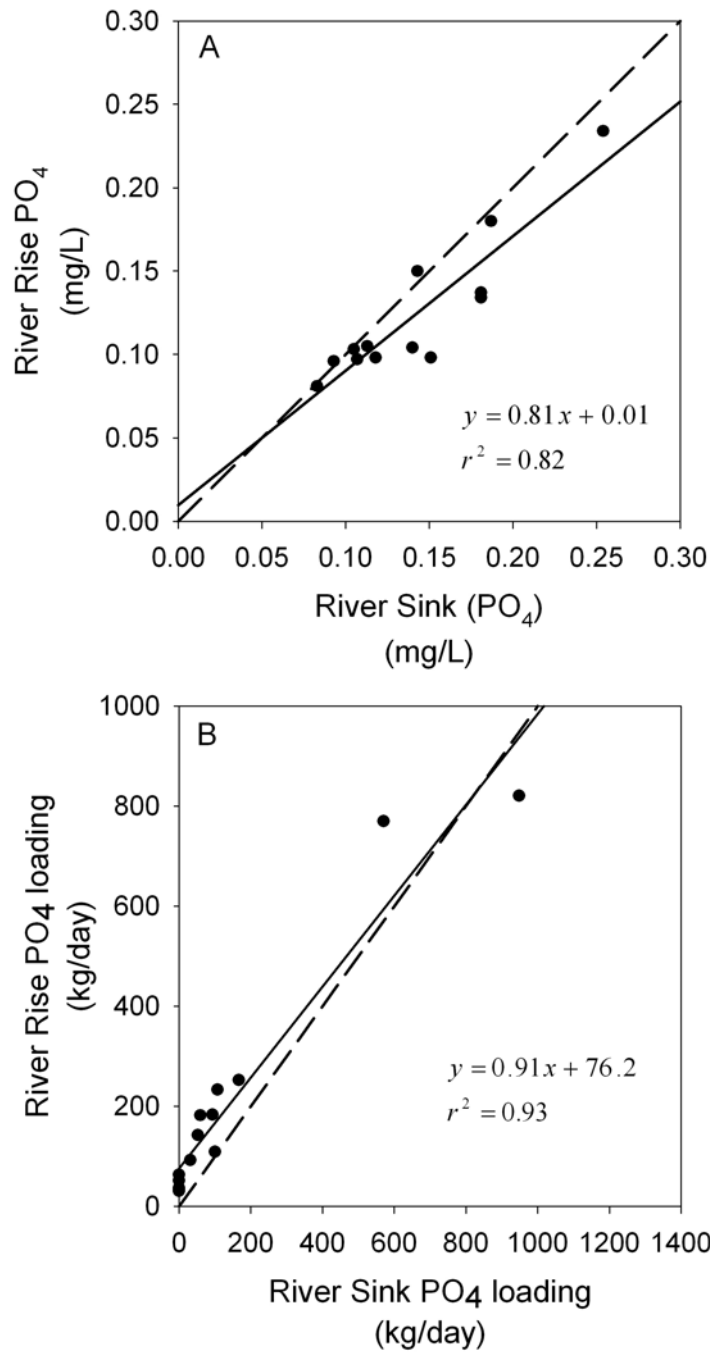 A
0.30
0.25
0.20
0.15
0.10
0.05
0.00
River Rise PO₄
(mg/L)
y = 0.81x + 0.01
r² = 0.82
0.00 0.05 0.10 0.15 0.20 0.25 0.30
River Sink (PO₄)
(mg/L)
B
1000
800
600
400
200
0
River Rise PO4 loading
(kg/day)
y = 0.91x + 76.2
r² = 0.93
0 200 400 600 800 1000 1200 1400
River Sink PO4 loading
(kg/day)